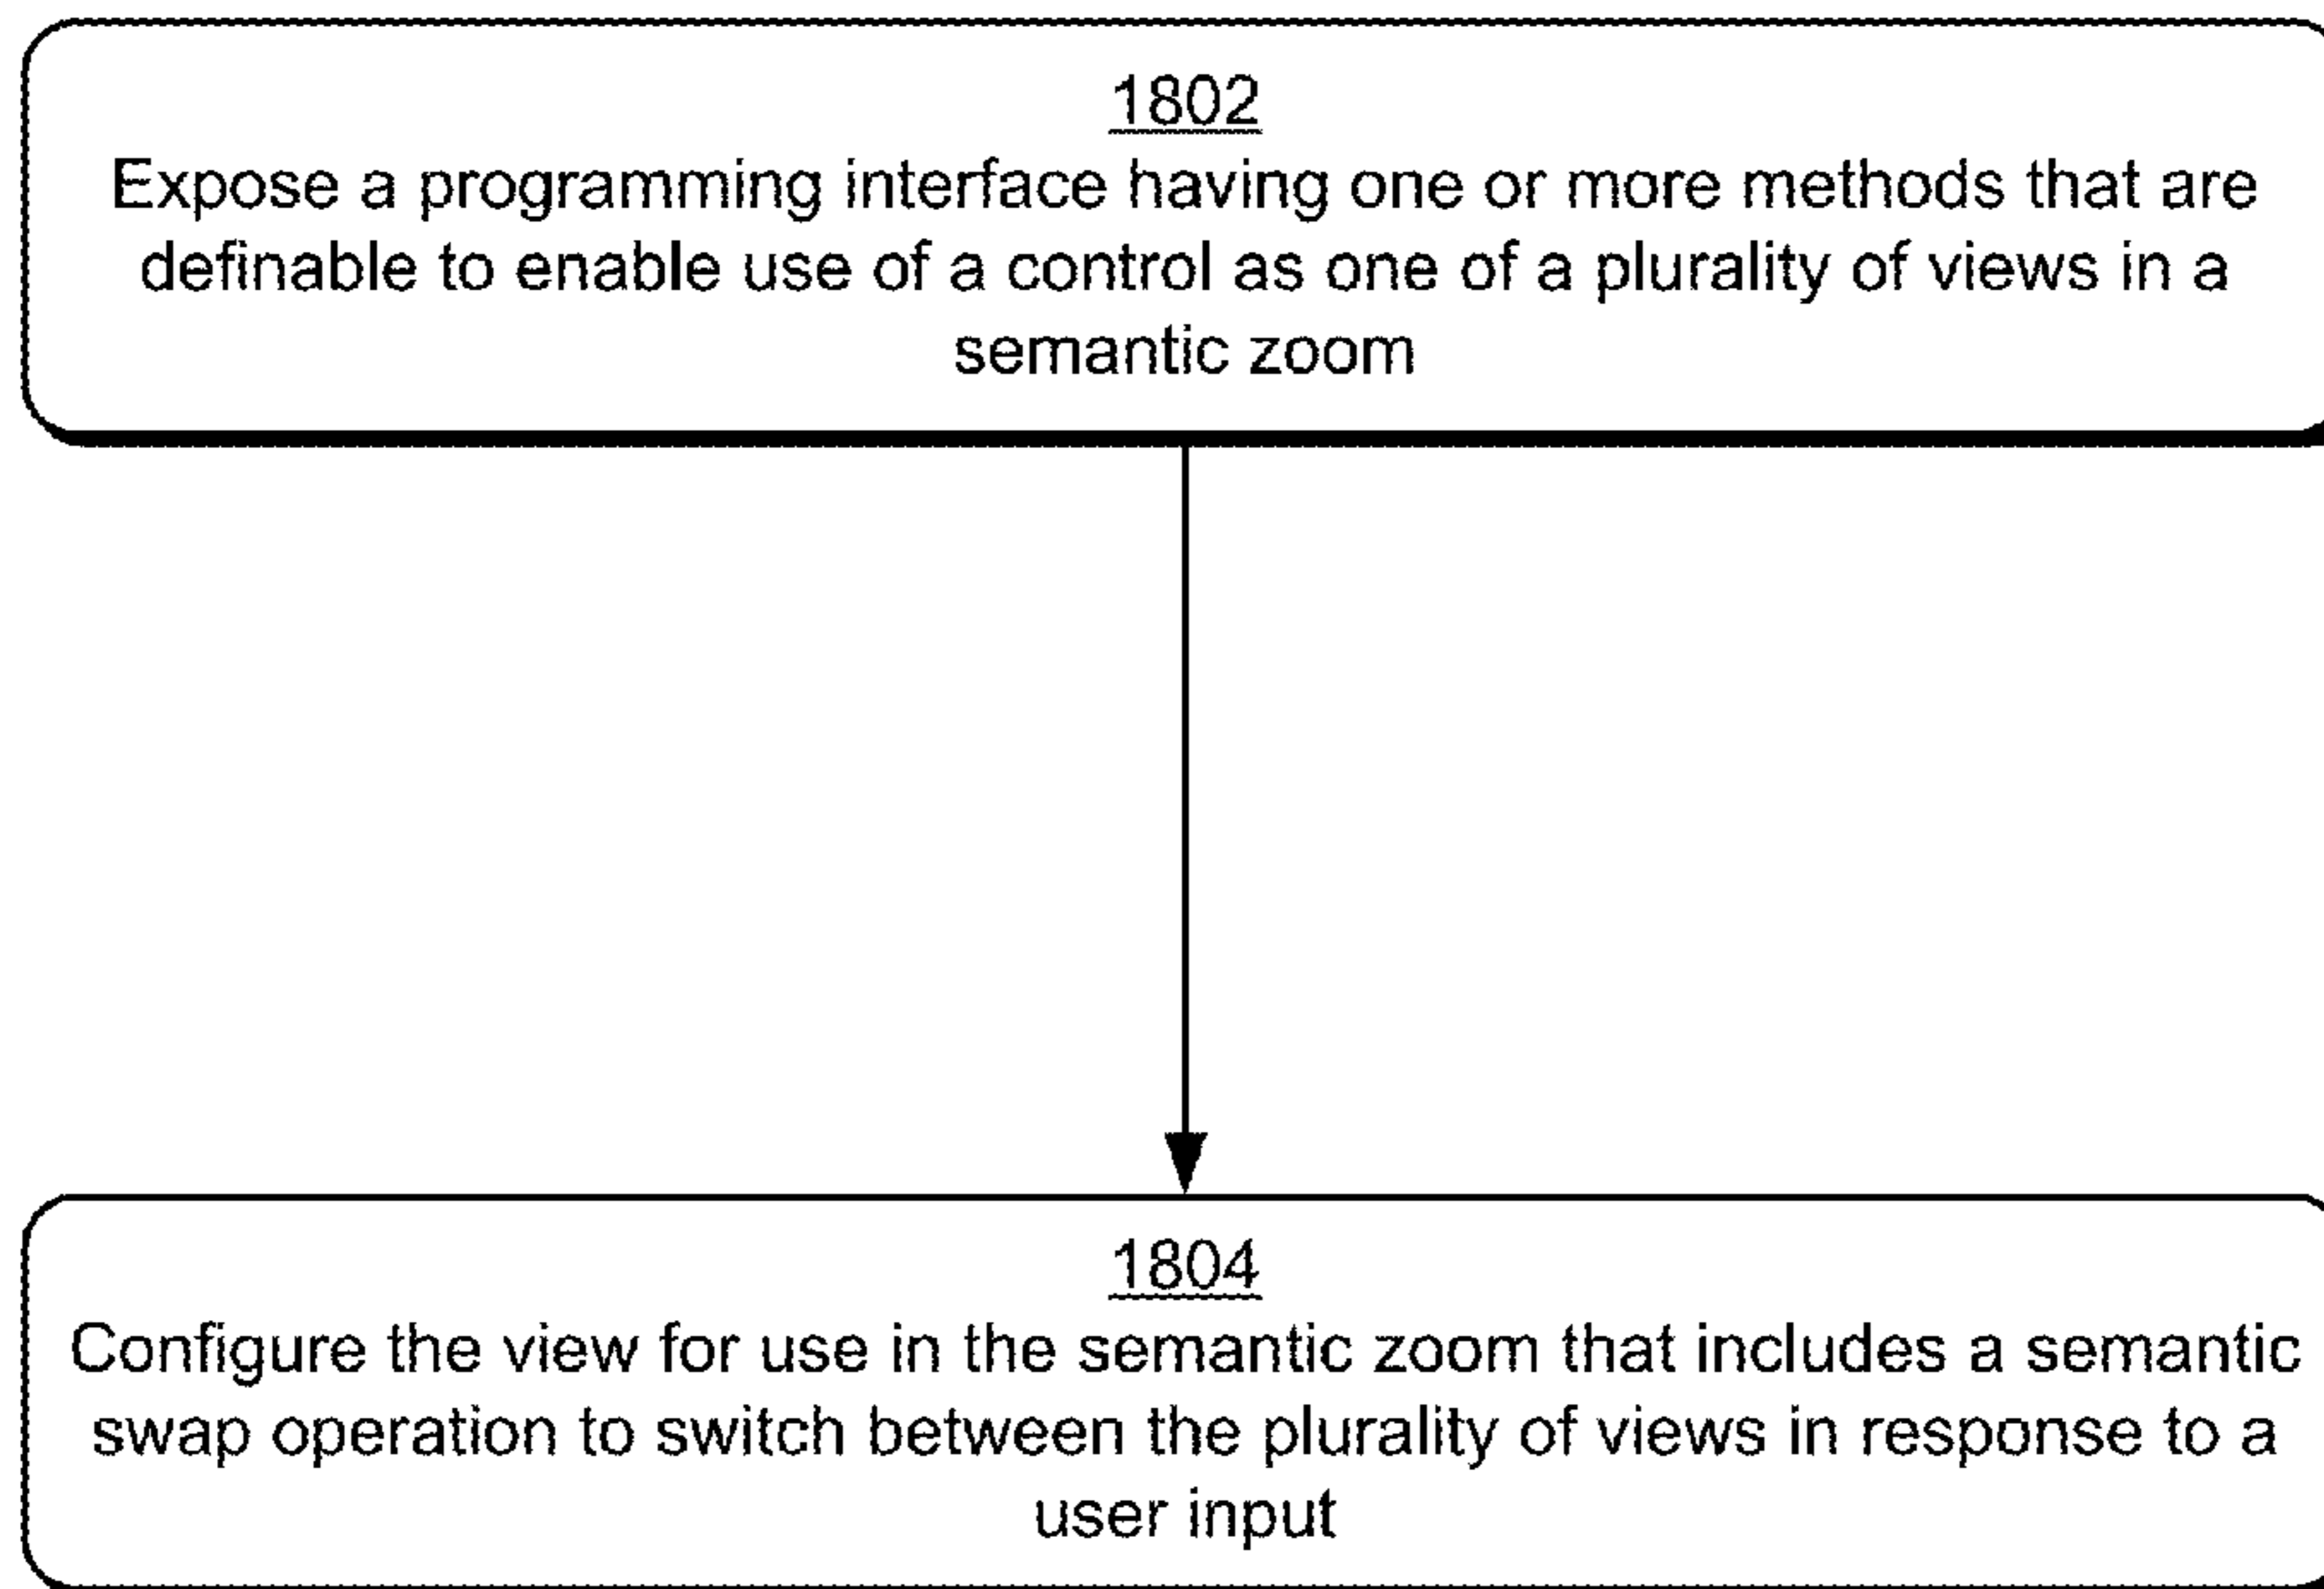 1802
Expose a programming interface having one or more methods that are
definable to enable use of a control as one of a plurality of views in a
semantic zoom
1804
Configure the view for use in the semantic zoom that includes a semantic
swap operation to switch between the plurality of views in response to a
user input